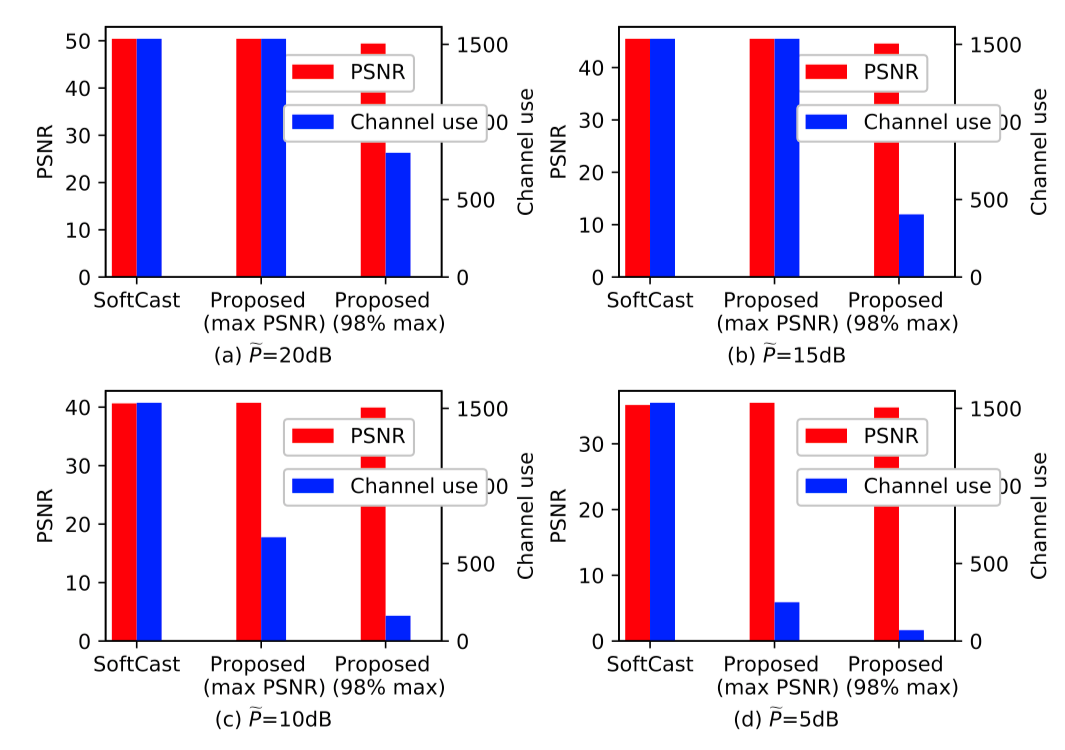 50
40
30
20
10
0
PSNR
1500
00
500
0
Channel use
PSNR
Channel use
SoftCast
Proposed
(max PSNR)
Proposed
(98% max)
(a) P̃=20dB
40
30
20
10
0
PSNR
1500
00
500
0
Channel use
PSNR
Channel use
SoftCast
Proposed
(max PSNR)
Proposed
(98% max)
(b) P̃=15dB
40
30
20
10
0
PSNR
1500
00
500
0
Channel use
PSNR
Channel use
SoftCast
Proposed
(max PSNR)
Proposed
(98% max)
(c) P̃=10dB
30
20
10
0
PSNR
1500
00
500
0
Channel use
PSNR
Channel use
SoftCast
Proposed
(max PSNR)
Proposed
(98% max)
(d) P̃=5dB